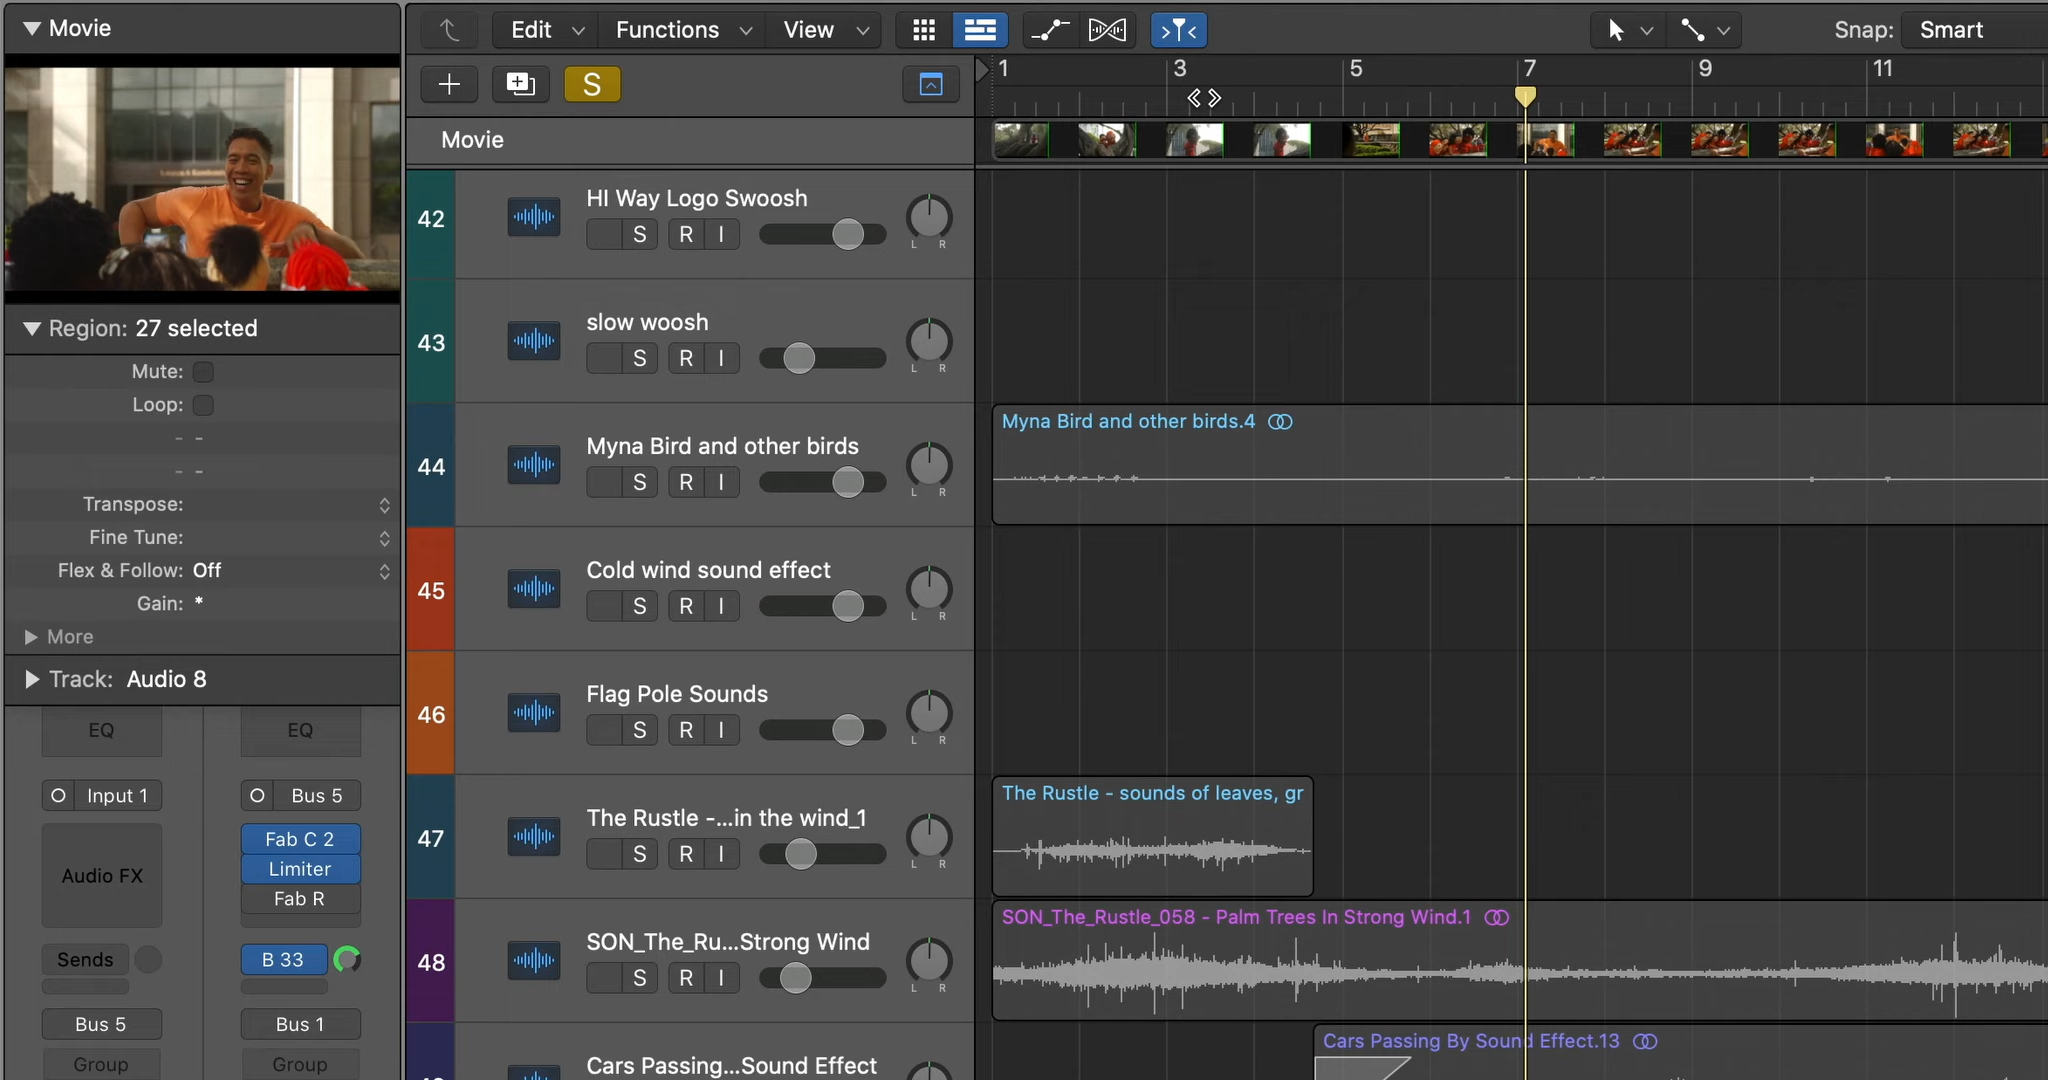 Movie
Edit Functions View Snap: Smart
S
1 3 5 7 9 11
Movie
42 HI Way Logo Swoosh
S R I L R
43 slow woosh
S R I L R
44 Myna Bird and other birds
S R I L R
Myna Bird and other birds.4
45 Cold wind sound effect
S R I L R
46 Flag Pole Sounds
S R I L R
47 The Rustle -...in the wind_1
S R I L R
The Rustle - sounds of leaves, gr
48 SON_The_Ru...Strong Wind
S R I L R
SON_The_Rustle_058 - Palm Trees In Strong Wind.1
Cars Passing...Sound Effect
Cars Passing By Sound Effect.13
Region: 27 selected
Mute:
Loop:
- -
- -
Transpose:
Fine Tune:
Flex & Follow: Off
Gain: *
More
Track: Audio 8
EQ EQ
Input 1 Bus 5
Audio FX
Fab C 2
Limiter
Fab R
Sends B 33
Bus 5 Bus 1
Group Group